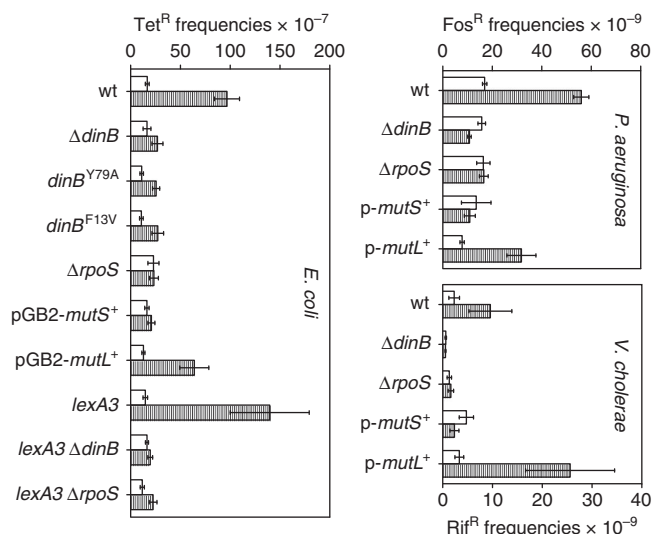 Tet^R frequencies × 10^−7
0 50 100 150 200
wt
ΔdinB
dinB^Y79A
dinB^F13V
ΔrpoS
pGB2-mutS^+
pGB2-mutL^+
lexA3
lexA3 ΔdinB
lexA3 ΔrpoS
E. coli
Fos^R frequencies × 10^−9
0 20 40 60 80
wt
ΔdinB
ΔrpoS
p-mutS^+
p-mutL^+
P. aeruginosa
wt
ΔdinB
ΔrpoS
p-mutS^+
p-mutL^+
V. cholerae
0 10 20 30 40
Rif^R frequencies × 10^−9